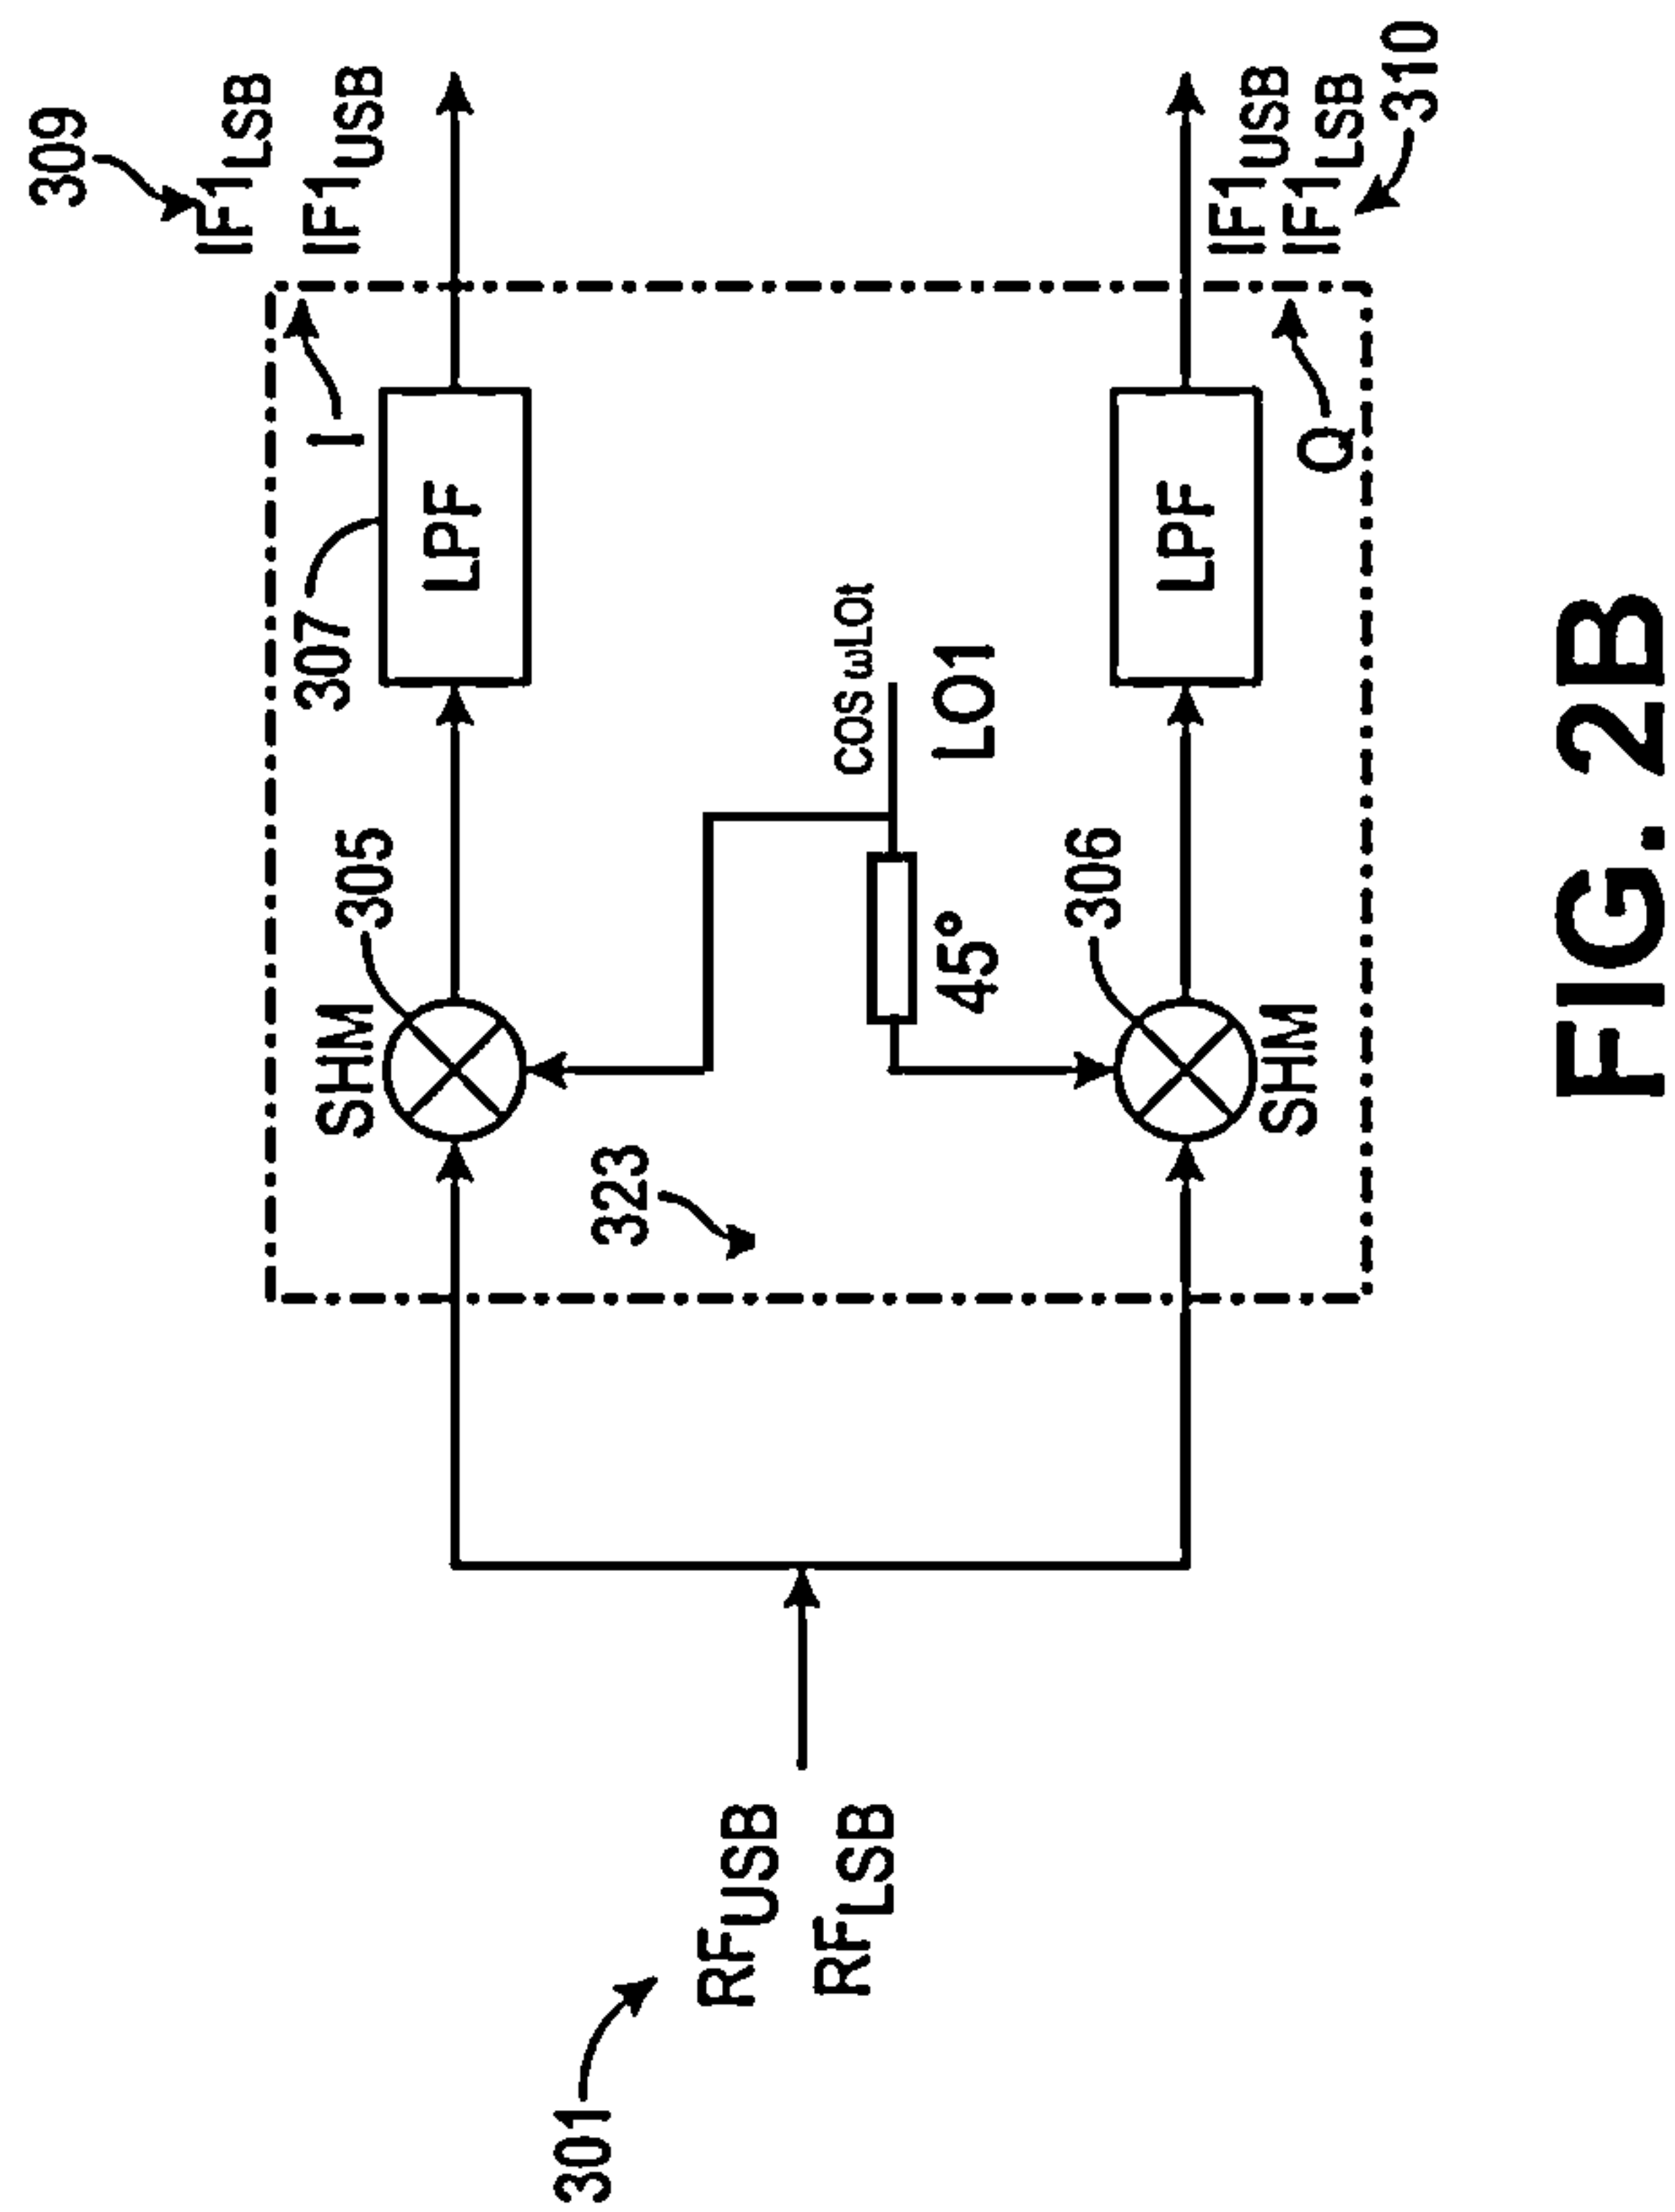 309
IF1LSB
IF1USB
I
307
LPF
305
SHM
323
COS ωLOt
LO1
45°
301
RFUSB
RFLSB
306
SHM
LPF
Q
IF1USB
IF1LSB
310
FIG. 2B